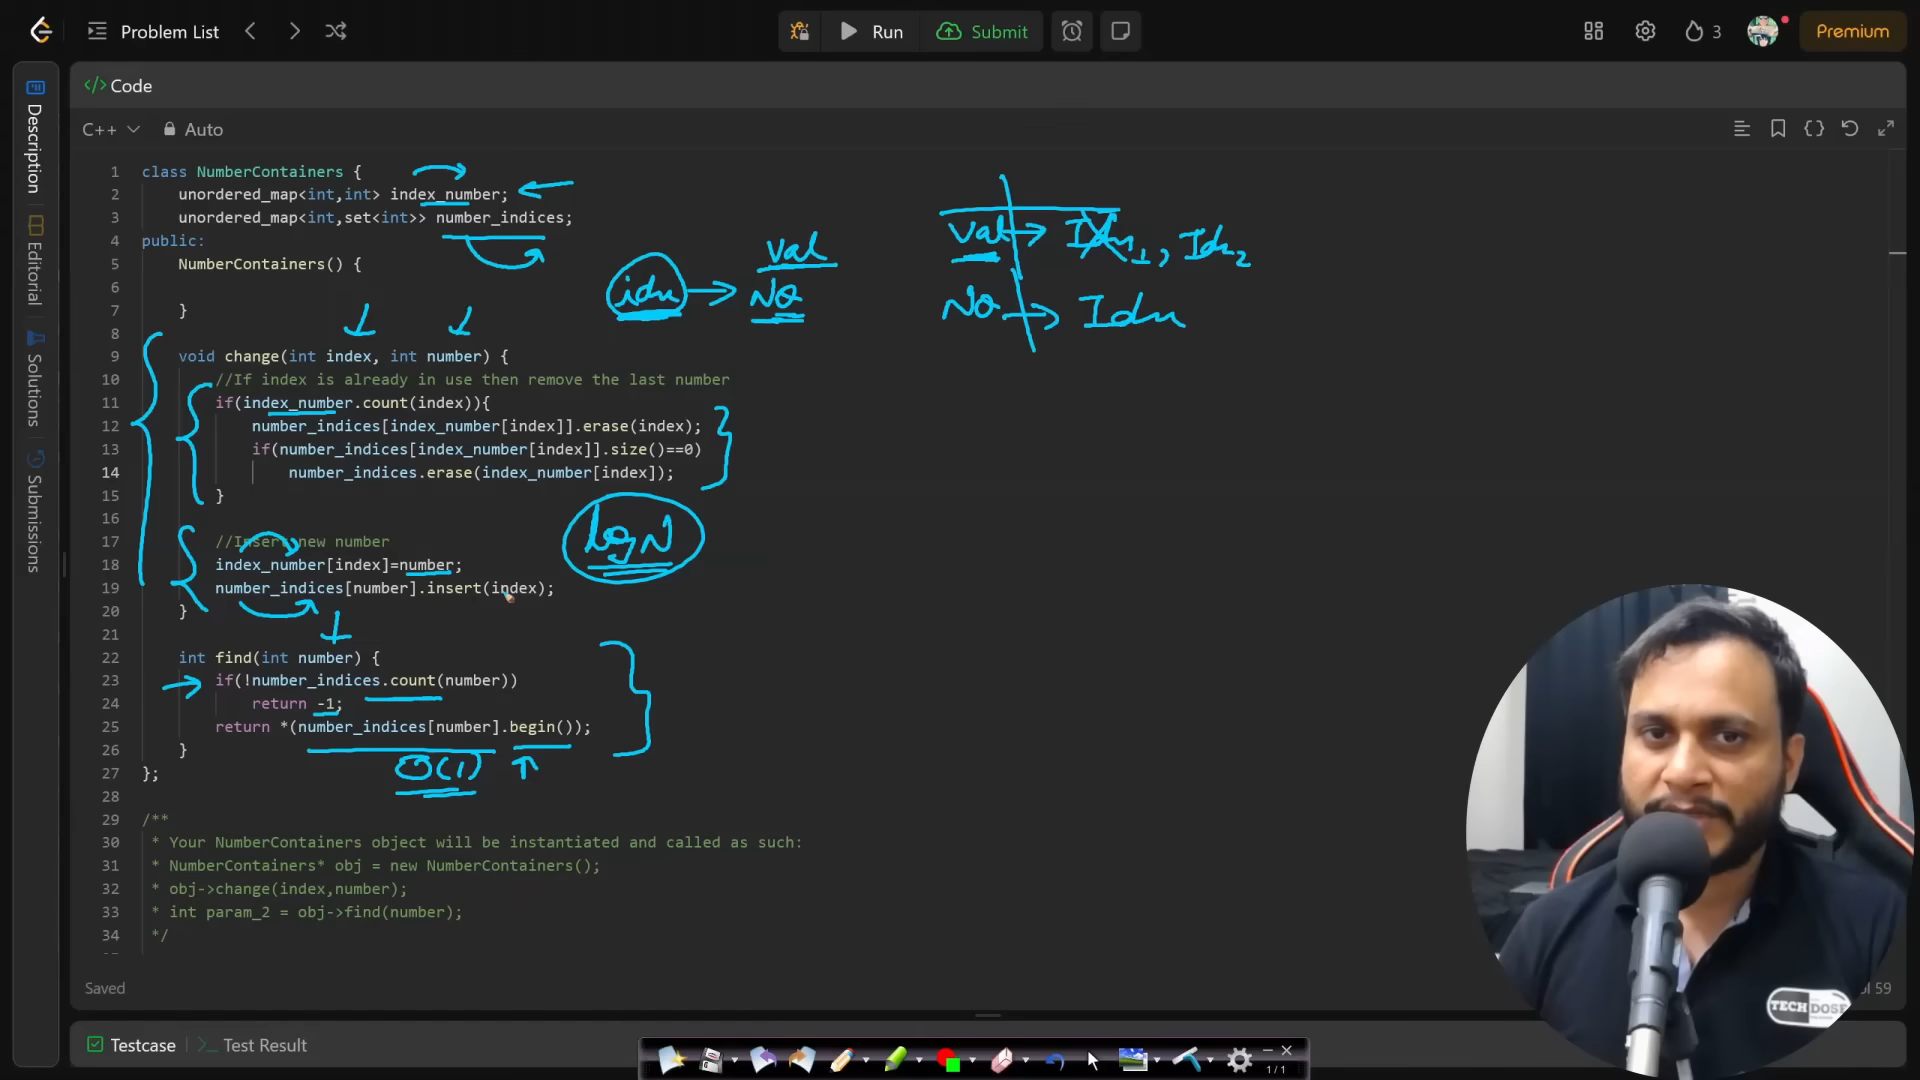 Problem List
Run
Submit
3
Premium
Description
Editorial
Solutions
Submissions
</> Code
C++
Auto
1 class NumberContainers {
2 unordered_map<int,int> index_number;
3 unordered_map<int,set<int>> number_indices;
4 public:
5 NumberContainers() {
6
7 }
8
9 void change(int index, int number) {
10 //If index is already in use then remove the last number
11 if(index_number.count(index)){
12 number_indices[index_number[index]].erase(index);
13 if(number_indices[index_number[index]].size()==0)
14 number_indices.erase(index_number[index]);
15 }
16
17 //Insert new number
18 index_number[index]=number;
19 number_indices[number].insert(index);
20 }
21
22 int find(int number) {
23 if(!number_indices.count(number))
24 return -1;
25 return *(number_indices[number].begin());
26 }
27 };
28
29 /**
30 * Your NumberContainers object will be instantiated and called as such:
31 * NumberContainers* obj = new NumberContainers();
32 * obj->change(index,number);
33 * int param_2 = obj->find(number);
34 */
val
idx → No
val → Idx1, Idx2
No → Idx
log N
O(1)
Saved
of 59
TECH DOSE
Testcase
Test Result
1/1